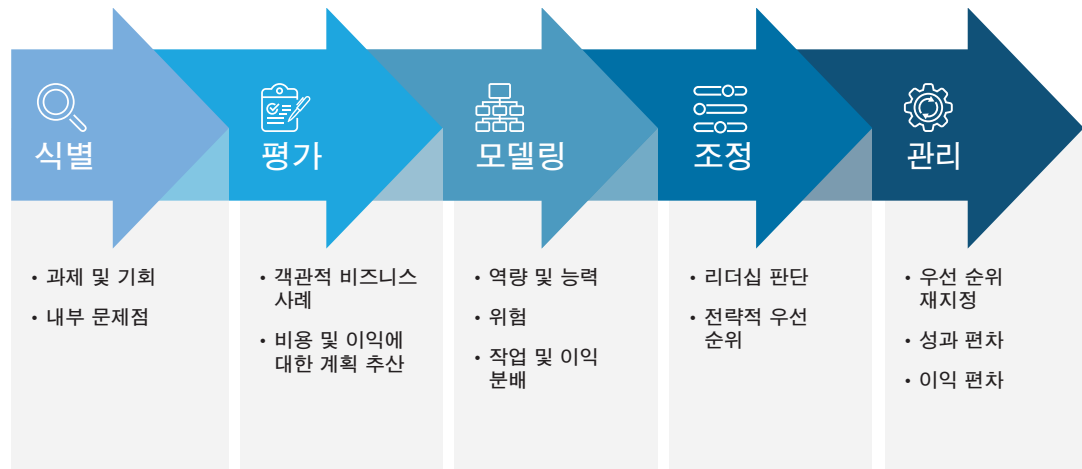 식별
평가
모델링
조정
관리
• 과제 및 기회
• 내부 문제점
• 객관적 비즈니스
사례
• 비용 및 이익에
대한 계획 추산
• 역량 및 능력
• 위험
• 작업 및 이익
분배
• 리더십 판단
• 전략적 우선
순위
• 우선 순위
재지정
• 성과 편차
• 이익 편차